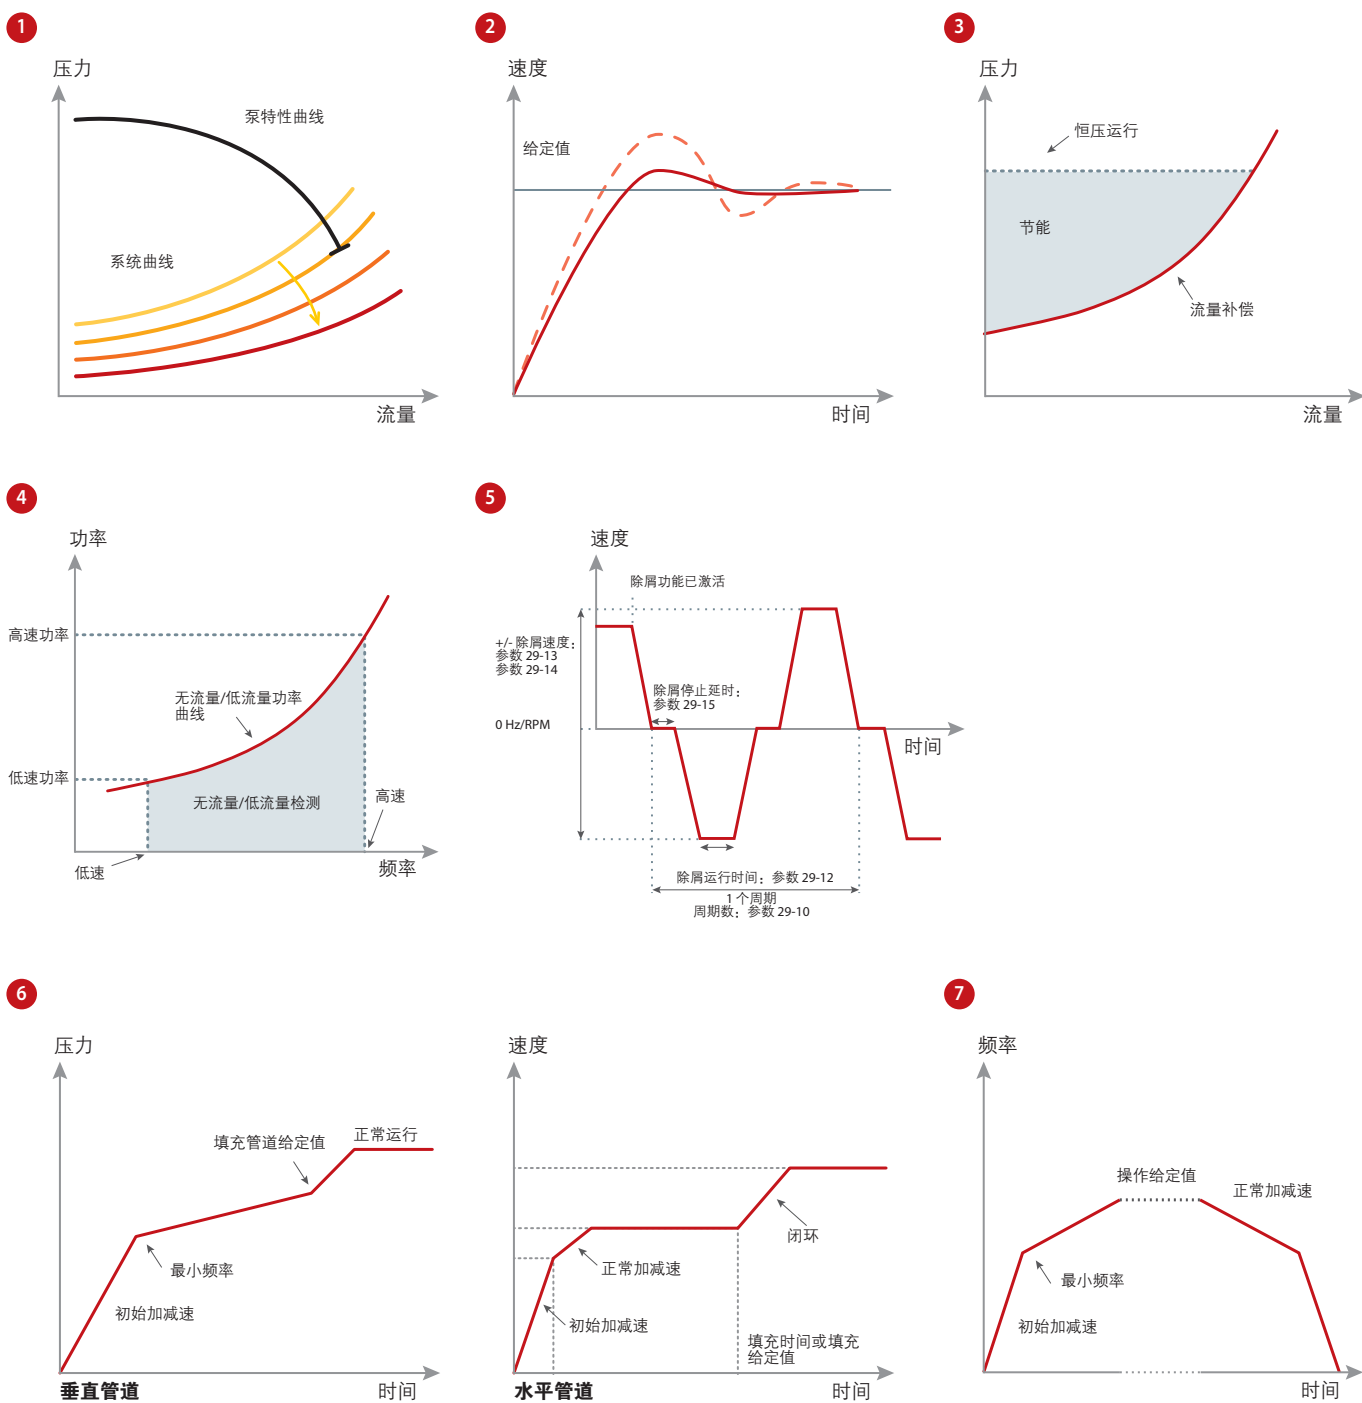 1
压力
泵特性曲线
系统曲线
流量
2
速度
给定值
时间
3
压力
恒压运行
节能
流量补偿
流量
4
功率
高速功率
无流量/低流量功率
曲线
低速功率
无流量/低流量检测
高速
低速
频率
5
速度
除屑功能已激活
+/- 除屑速度：
参数 29-13
参数 29-14
除屑停止延时：
参数 29-15
0 Hz/RPM
时间
除屑运行时间：参数 29-12
1 个周期
周期数：参数 29-10
6
压力
填充管道给定值
正常运行
最小频率
初始加减速
垂直管道
时间
速度
闭环
正常加减速
初始加减速
填充时间或填充
给定值
水平管道
时间
7
频率
操作给定值
正常加减速
最小频率
初始加减速
时间